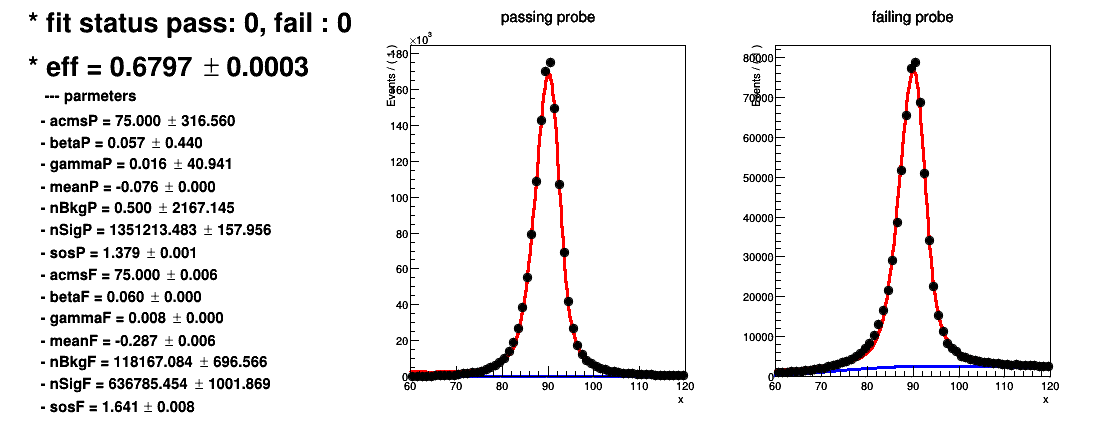 * fit status pass: 0, fail : 0
* eff = 0.6797 ± 0.0003
--- parmeters
- acmsP = 75.000 ± 316.560
- betaP = 0.057 ± 0.440
- gammaP = 0.016 ± 40.941
- meanP = -0.076 ± 0.000
- nBkgP = 0.500 ± 2167.145
- nSigP = 1351213.483 ± 157.956
- sosP = 1.379 ± 0.001
- acmsF = 75.000 ± 0.006
- betaF = 0.060 ± 0.000
- gammaF = 0.008 ± 0.000
- meanF = -0.287 ± 0.006
- nBkgF = 118167.084 ± 696.566
- nSigF = 636785.454 ± 1001.869
- sosF = 1.641 ± 0.008
passing probe
×10³
Events / ( 1 )
180
160
140
120
100
80
60
40
20
0
60 70 80 90 100 110 120
x
failing probe
Events / ( 1 )
80000
70000
60000
50000
40000
30000
20000
10000
0
60 70 80 90 100 110 120
x